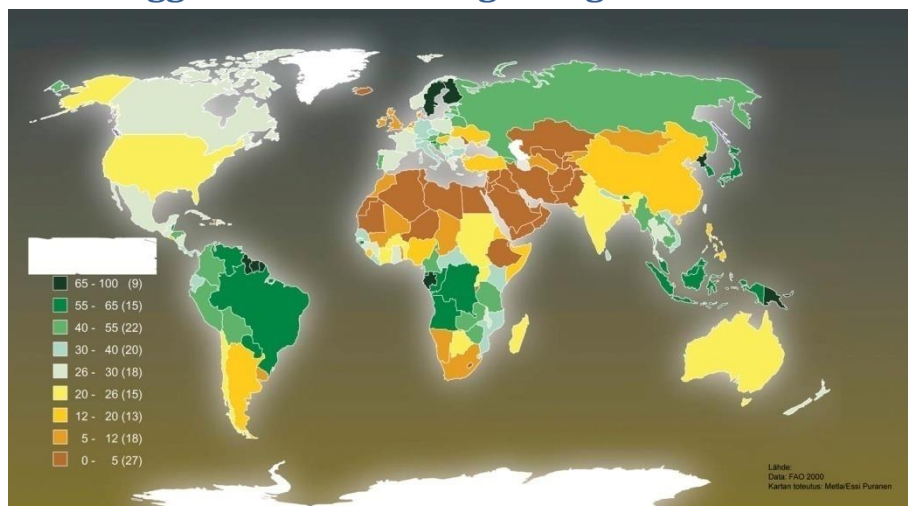 65 - 100 (9)
55 - 65 (15)
40 - 55 (22)
30 - 40 (20)
26 - 30 (18)
20 - 26 (15)
12 - 20 (13)
5 - 12 (18)
0 - 5 (27)
Lähde:
Data: FAO 2000
Kartan toteutus: Metla/Essi Puranen